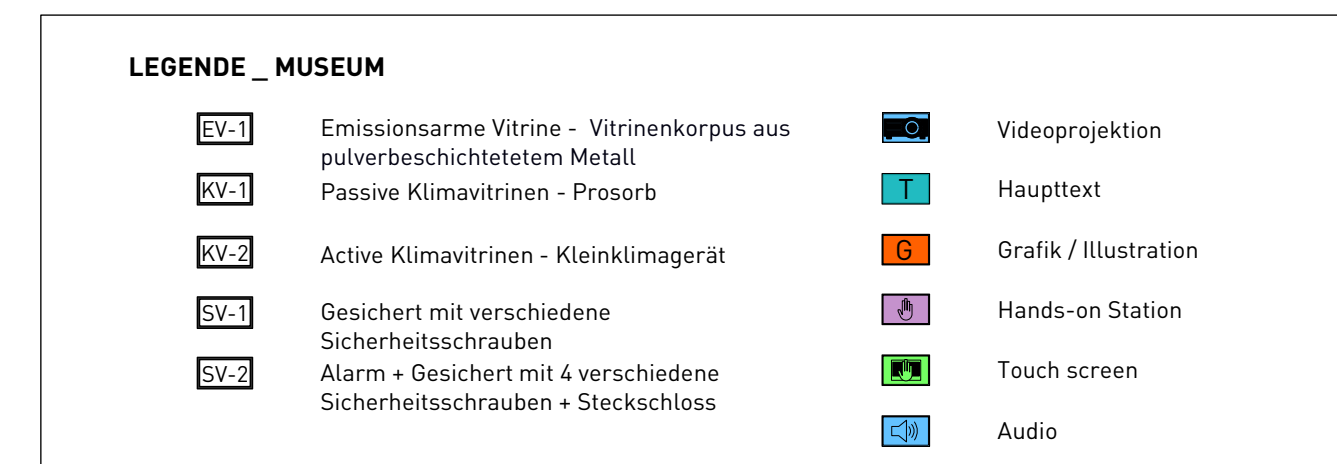 LEGENDE _ MUSEUM
EV-1 Emissionsarme Vitrine - Vitrinenkorpus aus
pulverbeschichtetetem Metall
KV-1 Passive Klimavitrinen - Prosorb
KV-2 Active Klimavitrinen - Kleinklimagerät
SV-1 Gesichert mit verschiedene
Sicherheitsschrauben
SV-2 Alarm + Gesichert mit 4 verschiedene
Sicherheitsschrauben + Steckschloss
Videoprojektion
T Haupttext
G Grafik / Illustration
Hands-on Station
Touch screen
Audio